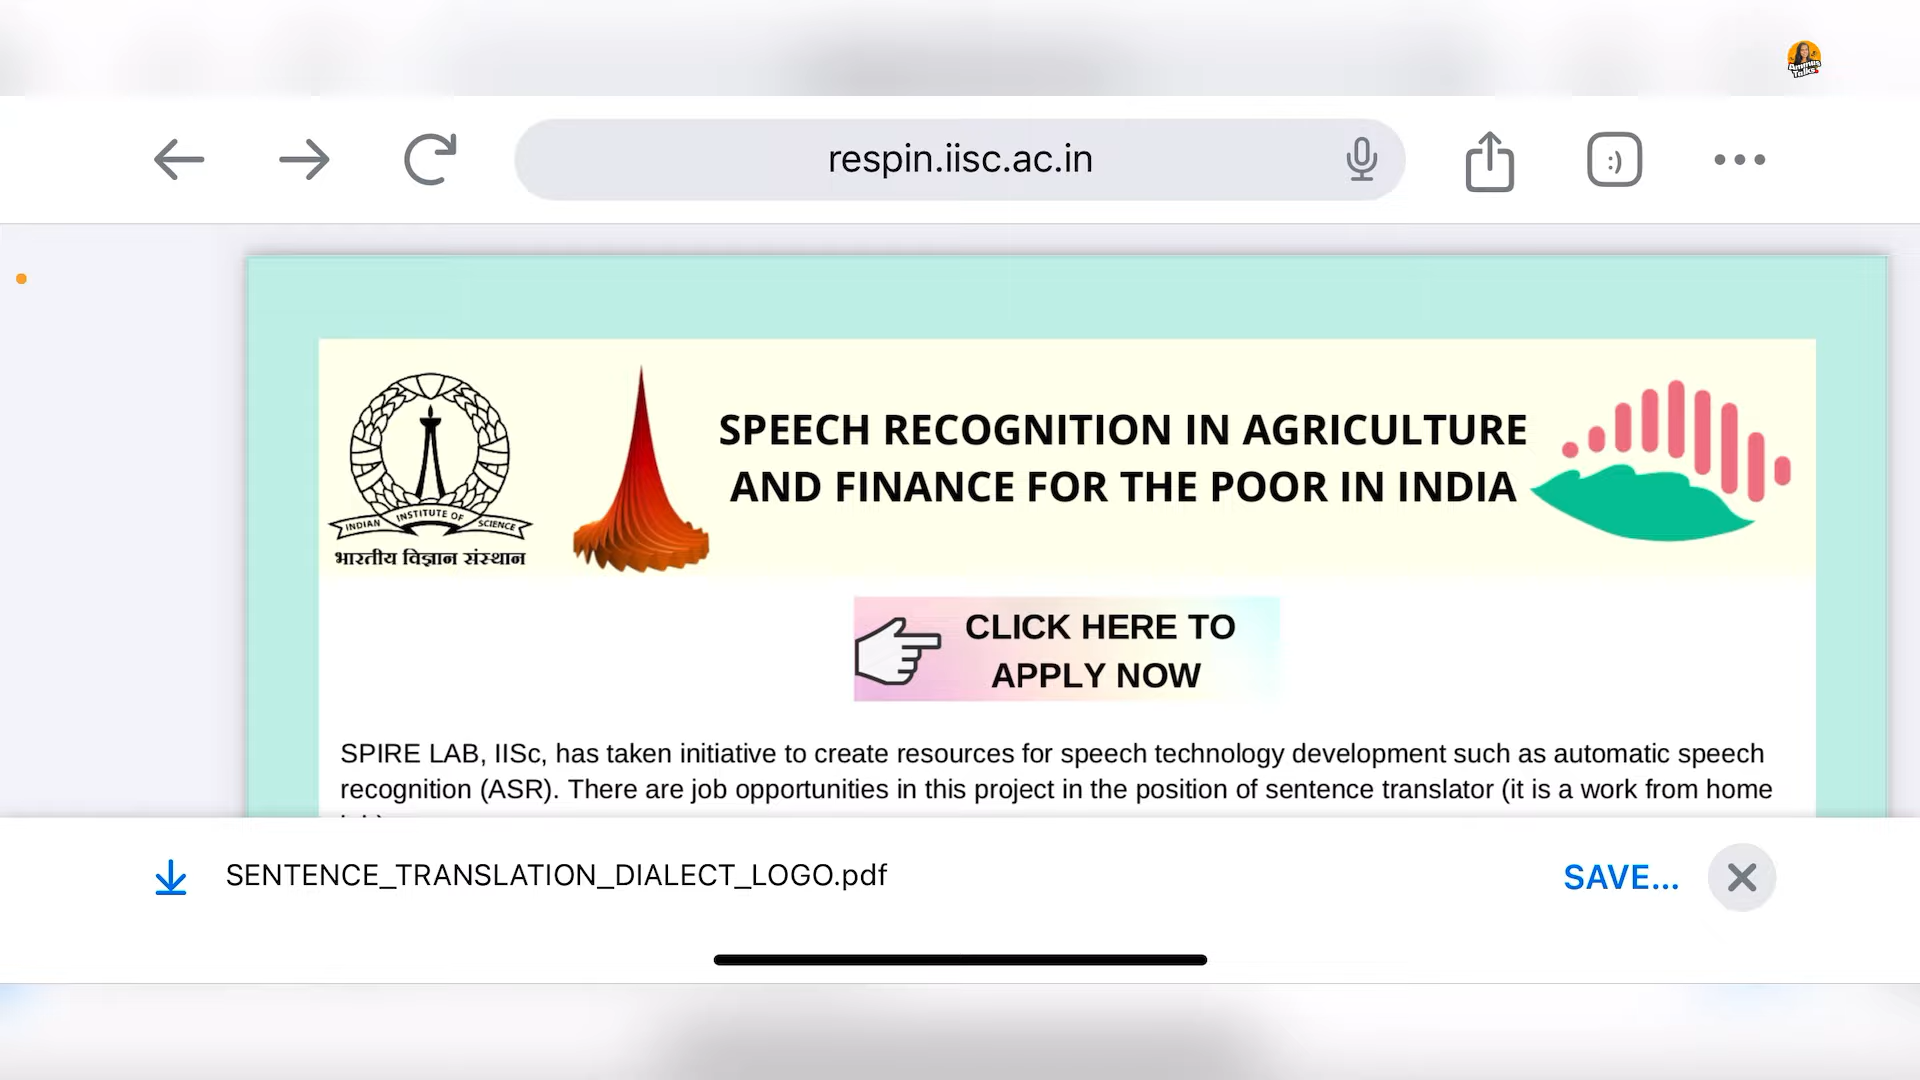 Aminus
Talks
respin.iisc.ac.in
:)
SPEECH RECOGNITION IN AGRICULTURE
AND FINANCE FOR THE POOR IN INDIA
INDIAN INSTITUTE OF SCIENCE
भारतीय विज्ञान संस्थान
CLICK HERE TO
APPLY NOW
SPIRE LAB, IISc, has taken initiative to create resources for speech technology development such as automatic speech
recognition (ASR). There are job opportunities in this project in the position of sentence translator (it is a work from home
SENTENCE_TRANSLATION_DIALECT_LOGO.pdf
SAVE...